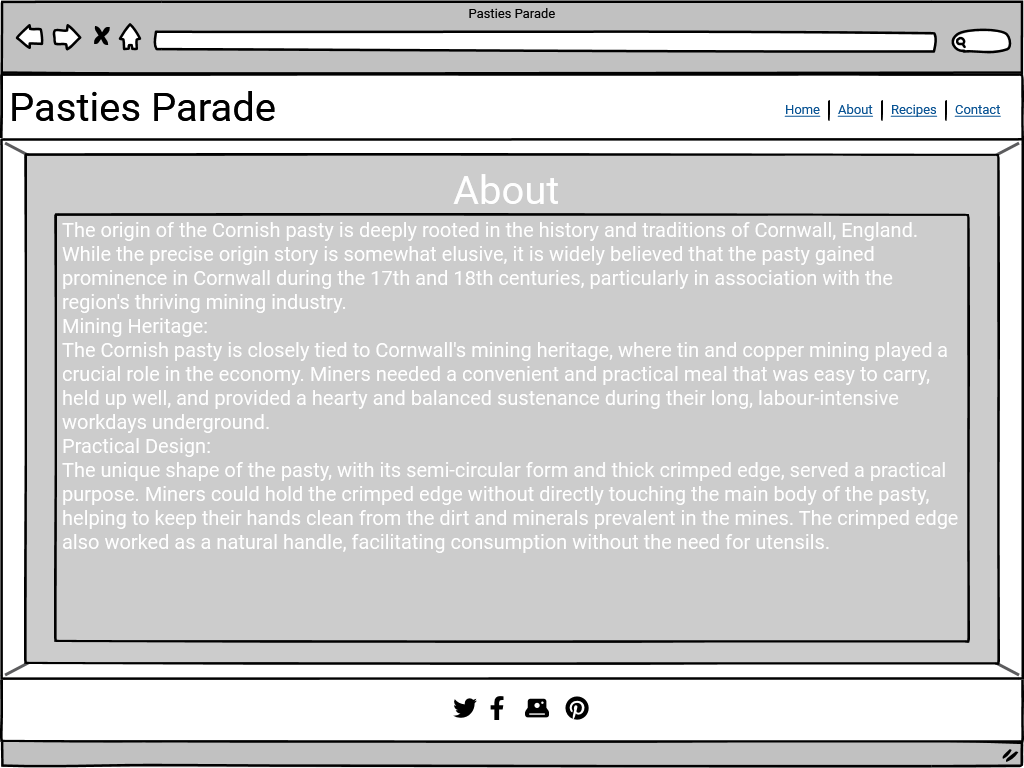 Pasties Parade
Pasties Parade
Home About Recipes Contact
About
The origin of the Cornish pasty is deeply rooted in the history and traditions of Cornwall, England.
While the precise origin story is somewhat elusive, it is widely believed that the pasty gained
prominence in Cornwall during the 17th and 18th centuries, particularly in association with the
region's thriving mining industry.
Mining Heritage:
The Cornish pasty is closely tied to Cornwall's mining heritage, where tin and copper mining played a
crucial role in the economy. Miners needed a convenient and practical meal that was easy to carry,
held up well, and provided a hearty and balanced sustenance during their long, labour-intensive
workdays underground.
Practical Design:
The unique shape of the pasty, with its semi-circular form and thick crimped edge, served a practical
purpose. Miners could hold the crimped edge without directly touching the main body of the pasty,
helping to keep their hands clean from the dirt and minerals prevalent in the mines. The crimped edge
also worked as a natural handle, facilitating consumption without the need for utensils.